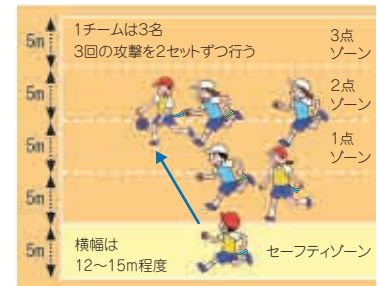 1チームは3名
3回の攻撃を2セットずつ行う
5m
3点
ゾーン
5m
2点
ゾーン
5m
1点
ゾーン
5m
5m
横幅は
12〜15m程度
セーフティゾーン